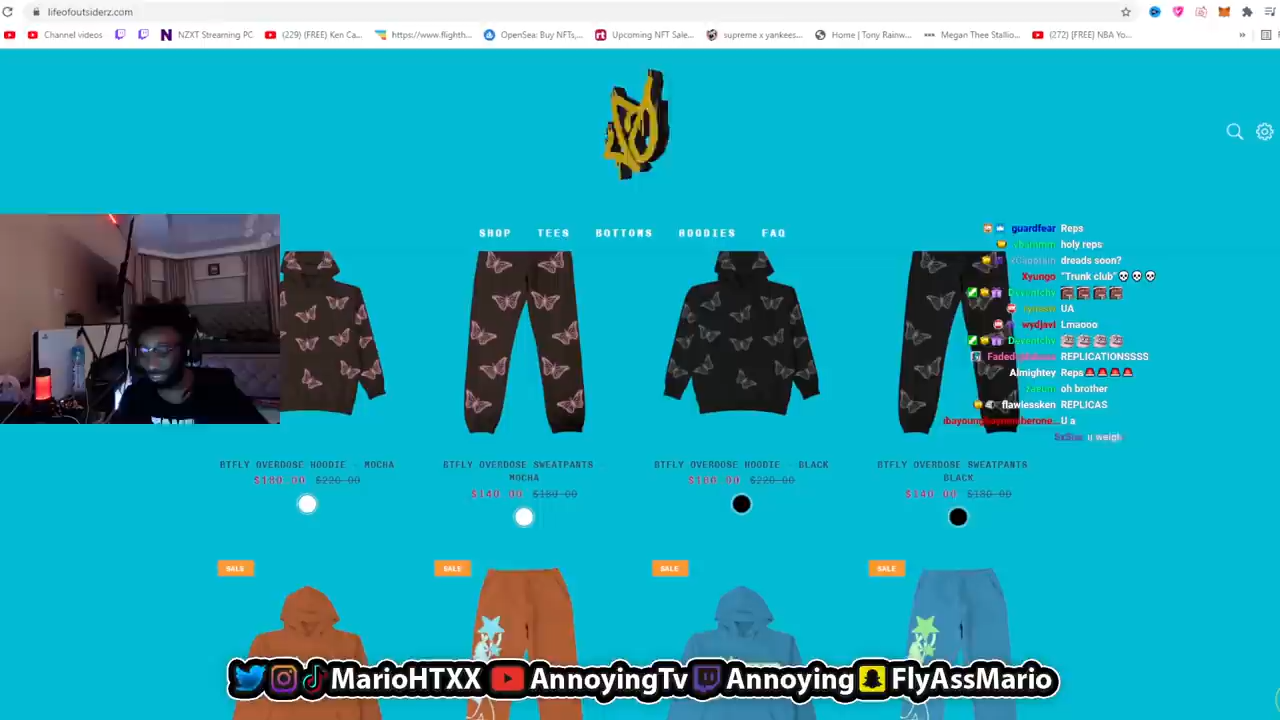 lifeofoutsiderz.com
Channel videos
NZXT Streaming PC
(229) (FREE) Ken Ca...
https://www.flighth...
OpenSea: Buy NFTs,...
Upcoming NFT Sale...
supreme x yankees...
Home | Tony Rainw...
Megan Thee Stallio...
(272) [FREE] NBA Yo...
SHOP TEES BOTTOMS HOODIES FAQ
guardfear Reps
holy reps
dreads soon?
Xyungo "Trunk club"💀💀💀
Deventchy
UA
wydjavi Lmaooo
Deventchy
REPLICATIONSSSS
Almightey Reps🚨🚨🚨🚨
zaeum oh brother
flawlessken REPLICAS
U a
u weigh
BTFLY OVERDOSE HOODIE - MOCHA
$180.00 $220.00
BTFLY OVERDOSE SWEATPANTS - MOCHA
$140.00 $180.00
BTFLY OVERDOSE HOODIE - BLACK
$180.00 $220.00
BTFLY OVERDOSE SWEATPANTS BLACK
$140.00 $180.00
SALE
SALE
SALE
SALE
MarioHTXX AnnoyingTv Annoying FlyAssMario